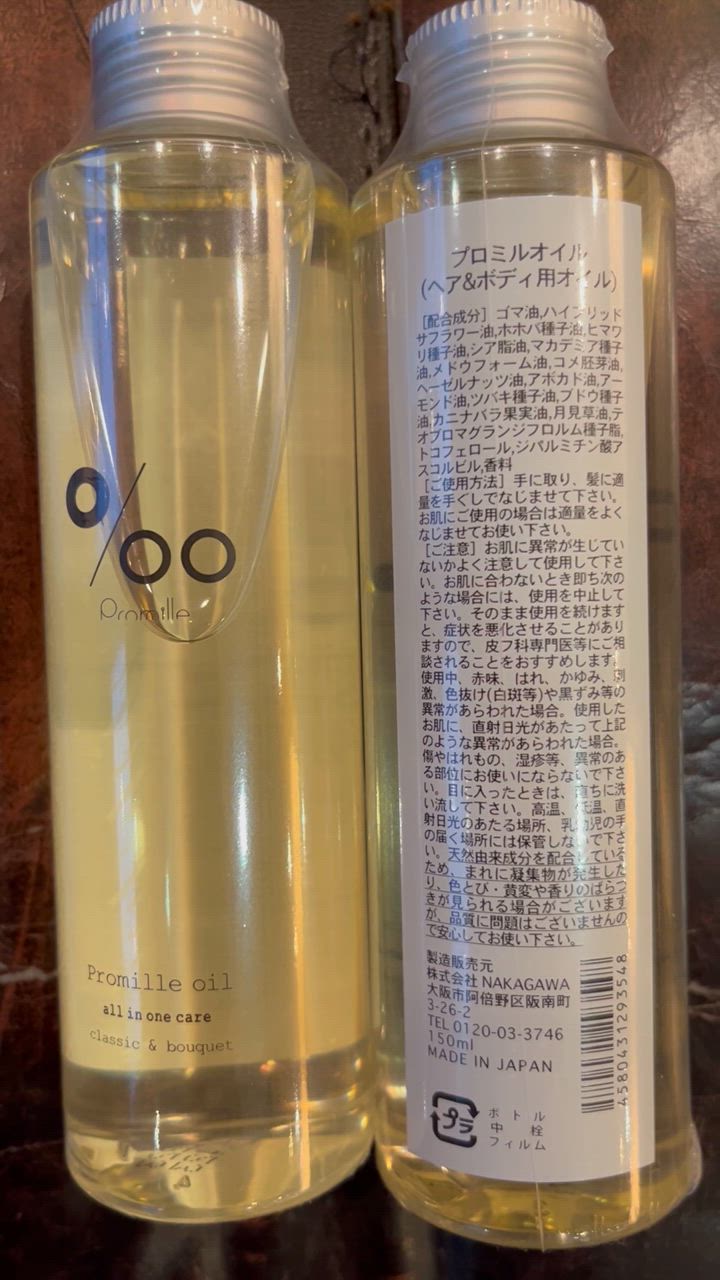 ‰
Promille
Promille oil
all in one care
classic & bouquet
プロミルオイル
(ヘア&ボディ用オイル)
[配合成分] ゴマ油,ハイブリッド
サフラワー油,ホホバ種子油,ヒマワ
リ種子油,シア脂油,マカデミア種子
油,メドウフォーム油,コメ胚芽油,
ヘーゼルナッツ油,アボカド油,アー
モンド油,ツバキ種子油,ブドウ種子
油,カニナバラ果実油,月見草油,テ
オブロマグランジフロルム種子脂,
トコフェロール,ジパルミチン酸ア
スコルビル,香料
[ご使用方法] 手に取り、髪に適
量を手ぐしでなじませて下さい。
お肌にご使用の場合は適量をよく
なじませてお使い下さい。
[ご注意] お肌に異常が生じてい
ないかよく注意して使用して下さ
い。お肌に合わないとき即ち次の
ような場合には、使用を中止して
下さい。そのまま使用を続けます
と、症状を悪化させることがあり
ますので、皮フ科専門医等にご相
談されることをおすすめします。
使用中、赤味、はれ、かゆみ、刺
激、色抜け(白斑等)や黒ずみ等の
異常があらわれた場合。使用した
お肌に、直射日光があたって上記
のような異常があらわれた場合。
傷やはれもの、湿疹等、異常のあ
る部位にお使いにならないで下さ
い。目に入ったときは、直ちに洗
い流して下さい。高温、低温、直
射日光のあたる場所、乳幼児の手
の届く場所には保管しないで下さ
い。天然由来成分を配合している
ため、まれに凝集物が発生した
り、色とび・黄変や香りのばらつ
きが見られる場合がございます
が、品質に問題はございませんの
で安心してお使い下さい。
製造販売元
株式会社 NAKAGAWA
大阪市阿倍野区阪南町
3-26-2
TEL 0120-03-3746
150ml
MADE IN JAPAN
4580431293548
プラ
ボトル
中栓
フィルム